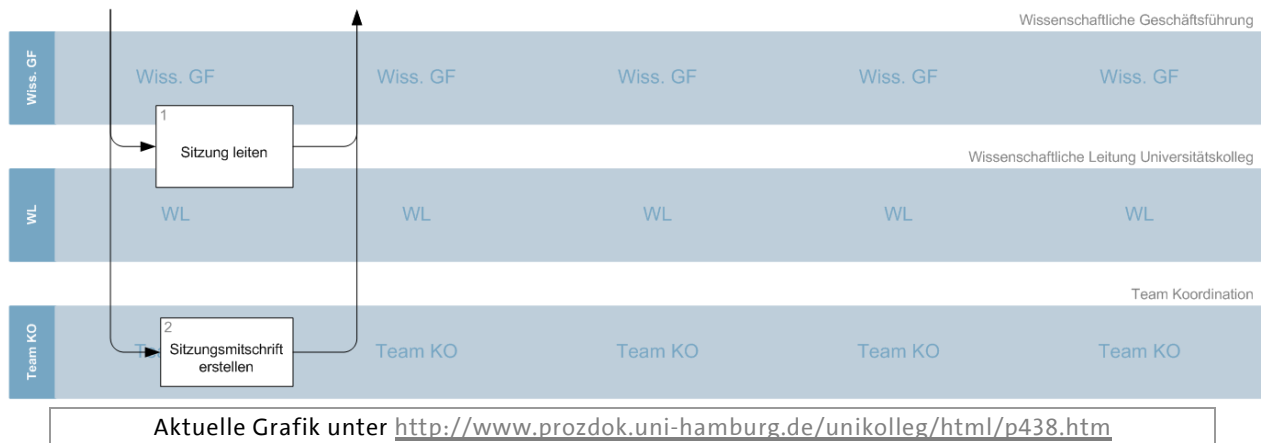 Wissenschaftliche Geschäftsführung
Wiss. GF
Wiss. GF
Wiss. GF
Wiss. GF
Wiss. GF
Wiss. GF
1
Sitzung leiten
Wissenschaftliche Leitung Universitätskolleg
WL
WL
WL
WL
WL
WL
Team Koordination
Team KO
2
Sitzungsmitschrift
erstellen
Team KO
Team KO
Team KO
Team KO
Aktuelle Grafik unter http://www.prozdok.uni-hamburg.de/unikolleg/html/p438.htm